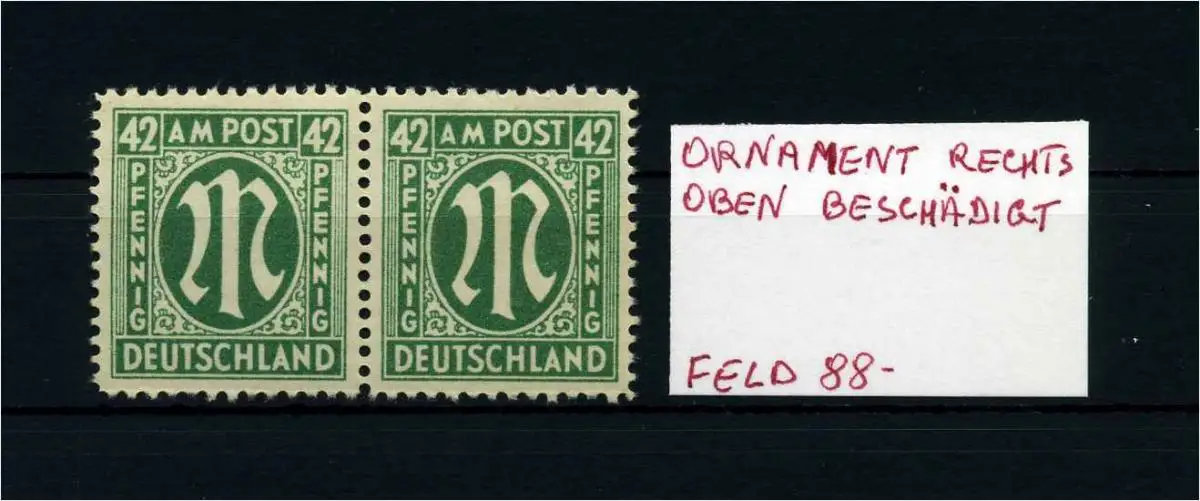 42 AM POST 42
PFENNIG
M
PFENNIG
DEUTSCHLAND
42 AM POST 42
PFENNIG
M
PFENNIG
DEUTSCHLAND
ORNAMENT RECHTS
OBEN BESCHÄDIGT
FELD 88-